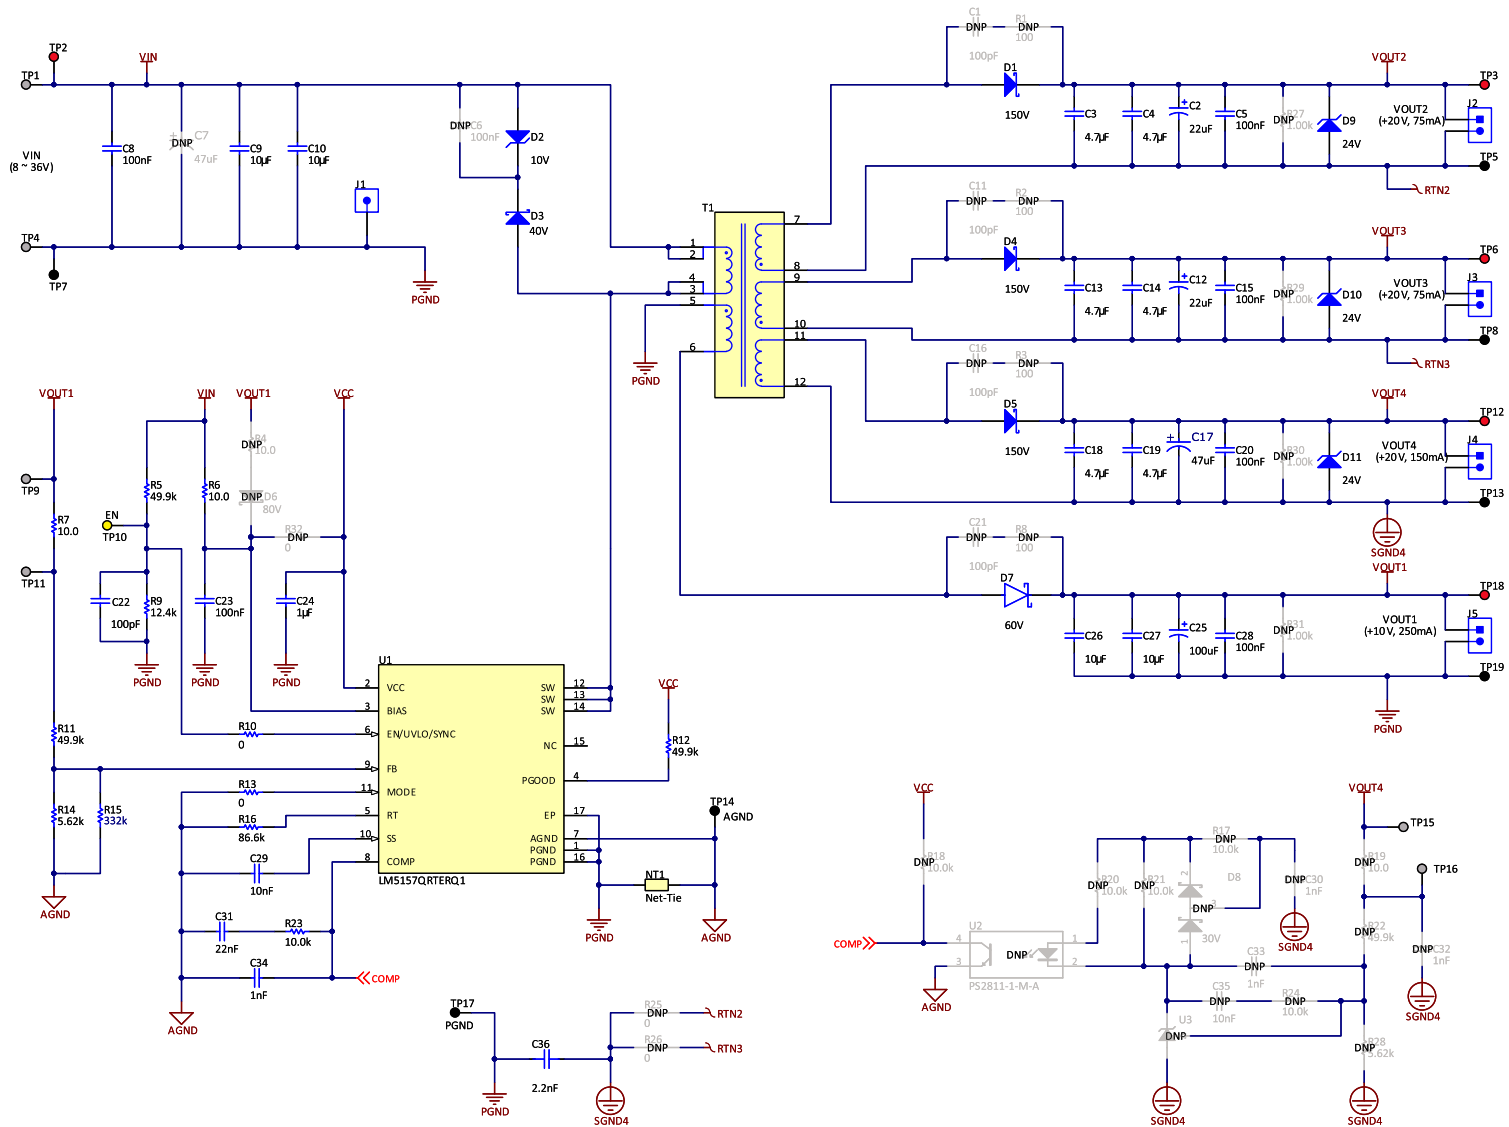 TP2
TP1
VIN
C8
100nF
DNP
C7
47uF
C9
10µF
C10
10µF
VIN
(8 ~ 36V)
J1
TP4
TP7
PGND
DNP
C6
100nF
D2
10V
D3
40V
T1
1
2
4
3
5
6
7
8
9
10
11
12
PGND
C1
DNP
100pF
R1
DNP
100
D1
150V
C3
4.7µF
C4
4.7µF
C2
22uF
C5
100nF
DNP
R27
1.00k
D9
24V
VOUT2
VOUT2
(+20V, 75mA)
TP3
J2
TP5
RTN2
C11
DNP
100pF
R2
DNP
100
D4
150V
C13
4.7µF
C14
4.7µF
C12
22uF
C15
100nF
DNP
R29
1.00k
D10
24V
VOUT3
VOUT3
(+20V, 75mA)
TP6
J3
TP8
RTN3
C16
DNP
100pF
R3
DNP
100
D5
150V
C18
4.7µF
C19
4.7µF
C17
47uF
C20
100nF
DNP
R30
1.00k
D11
24V
VOUT4
VOUT4
(+20V, 150mA)
TP12
J4
TP13
SGND4
C21
DNP
100pF
R8
DNP
100
D7
60V
C26
10µF
C27
10µF
C25
100uF
C28
100nF
DNP
R31
1.00k
VOUT1
VOUT1
(+10V, 250mA)
TP18
J5
TP19
PGND
VOUT1
TP9
R7
10.0
TP11
R11
49.9k
R14
5.62k
R15
332k
AGND
VIN
R5
49.9k
R6
10.0
EN
TP10
C22
100pF
R9
12.4k
PGND
C23
100nF
PGND
VOUT1
DNP
R4
10.0
DNP
D6
80V
R32
DNP
0
VCC
C24
1µF
PGND
U1
2
VCC
3
BIAS
6
EN/UVLO/SYNC
9
FB
11
MODE
5
RT
10
SS
8
COMP
SW
12
SW
13
SW
14
NC
15
PGOOD
4
EP
17
AGND
7
PGND
1
PGND
16
LM5157QRTERQ1
R10
0
R13
0
R16
86.6k
C29
10nF
C31
22nF
R23
10.0k
C34
1nF
COMP
AGND
VCC
R12
49.9k
TP14
AGND
NT1
Net-Tie
PGND
AGND
TP17
PGND
C36
2.2nF
PGND
R25
DNP
0
RTN2
R26
DNP
0
RTN3
SGND4
VCC
DNP
R18
10.0k
COMP
AGND
U2
4
3
DNP
1
2
PS2811-1-M-A
DNP
R20
10.0k
DNP
R21
10.0k
R17
DNP
10.0k
2
D8
DNP
3
1
30V
DNP
C30
1nF
SGND4
C33
DNP
1nF
C35
DNP
10nF
R24
DNP
10.0k
U3
DNP
SGND4
VOUT4
TP15
DNP
R19
10.0
TP16
DNP
R22
49.9k
DNP
C32
1nF
SGND4
DNP
R28
5.62k
SGND4